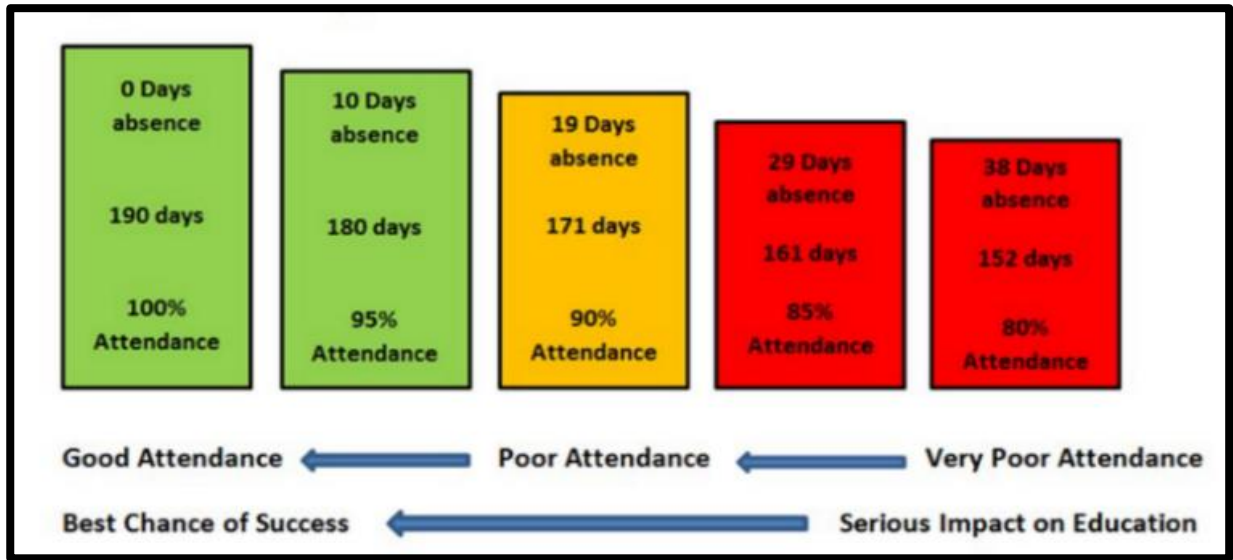 0 Days
absence
190 days
100%
Attendance
10 Days
absence
180 days
95%
Attendance
19 Days
absence
171 days
90%
Attendance
29 Days
absence
161 days
85%
Attendance
38 Days
absence
152 days
80%
Attendance
Good Attendance Poor Attendance Very Poor Attendance
Best Chance of Success Serious Impact on Education